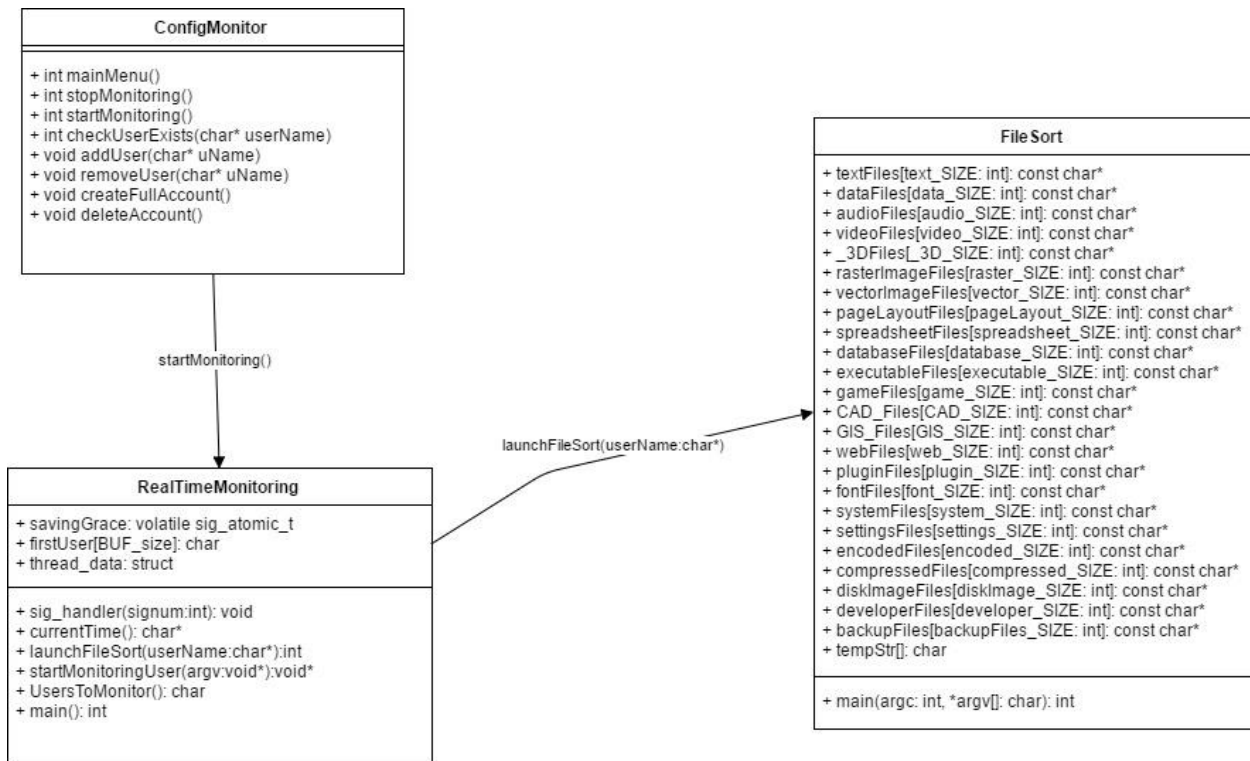 ConfigMonitor
+ int mainMenu()
+ int stopMonitoring()
+ int startMonitoring()
+ int checkUserExists(char* userName)
+ void addUser(char* uName)
+ void removeUser(char* uName)
+ void createFullAccount()
+ void deleteAccount()
startMonitoring()
RealTimeMonitoring
+ savingGrace: volatile sig_atomic_t
+ firstUser[BUF_size]: char
+ thread_data: struct
+ sig_handler(signum:int): void
+ currentTime(): char*
+ launchFileSort(userName:char*):int
+ startMonitoringUser(argv:void*):void*
+ UsersToMonitor(): char
+ main(): int
launchFileSort(userName:char*)
FileSort
+ textFiles[text_SIZE: int]: const char*
+ dataFiles[data_SIZE: int]: const char*
+ audioFiles[audio_SIZE: int]: const char*
+ videoFiles[video_SIZE: int]: const char*
+ _3DFiles[_3D_SIZE: int]: const char*
+ rasterImageFiles[raster_SIZE: int]: const char*
+ vectorImageFiles[vector_SIZE: int]: const char*
+ pageLayoutFiles[pageLayout_SIZE: int]: const char*
+ spreadsheetFiles[spreadsheet_SIZE: int]: const char*
+ databaseFiles[database_SIZE: int]: const char*
+ executableFiles[executable_SIZE: int]: const char*
+ gameFiles[game_SIZE: int]: const char*
+ CAD_Files[CAD_SIZE: int]: const char*
+ GIS_Files[GIS_SIZE: int]: const char*
+ webFiles[web_SIZE: int]: const char*
+ pluginFiles[plugin_SIZE: int]: const char*
+ fontFiles[font_SIZE: int]: const char*
+ systemFiles[system_SIZE: int]: const char*
+ settingsFiles[settings_SIZE: int]: const char*
+ encodedFiles[encoded_SIZE: int]: const char*
+ compressedFiles[compressed_SIZE: int]: const char*
+ diskImageFiles[diskImage_SIZE: int]: const char*
+ developerFiles[developer_SIZE: int]: const char*
+ backupFiles[backupFiles_SIZE: int]: const char*
+ tempStr[]: char
+ main(argc: int, *argv[]: char): int